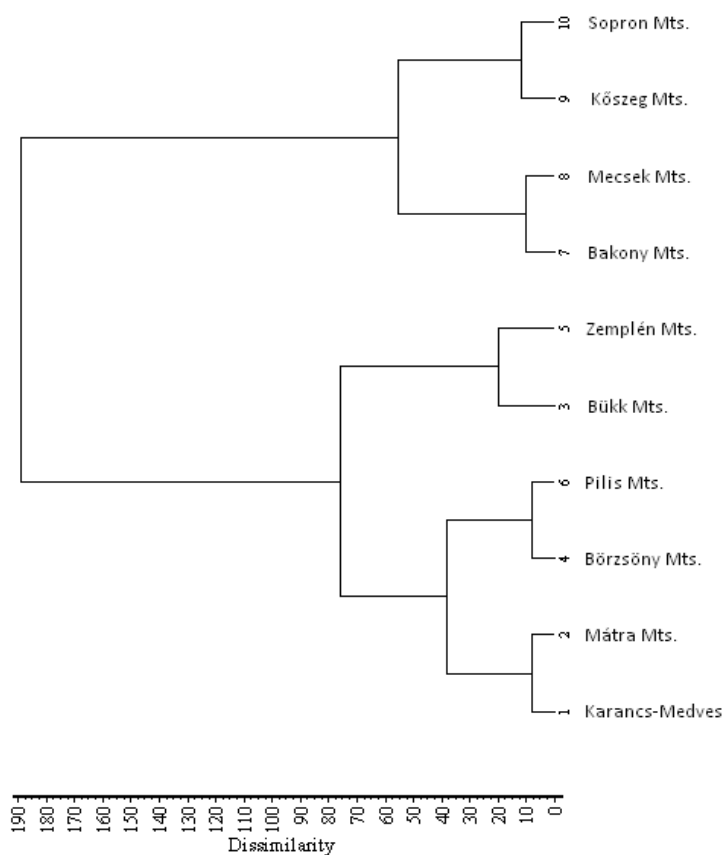 10 Sopron Mts.
9 Kőszeg Mts.
8 Mecsek Mts.
7 Bakony Mts.
5 Zemplén Mts.
3 Bükk Mts.
6 Pilis Mts.
4 Börzsöny Mts.
2 Mátra Mts.
1 Karancs-Medves
190 180 170 160 150 140 130 120 110 100 90 80 70 60 50 40 30 20 10 0
Dissimilarity